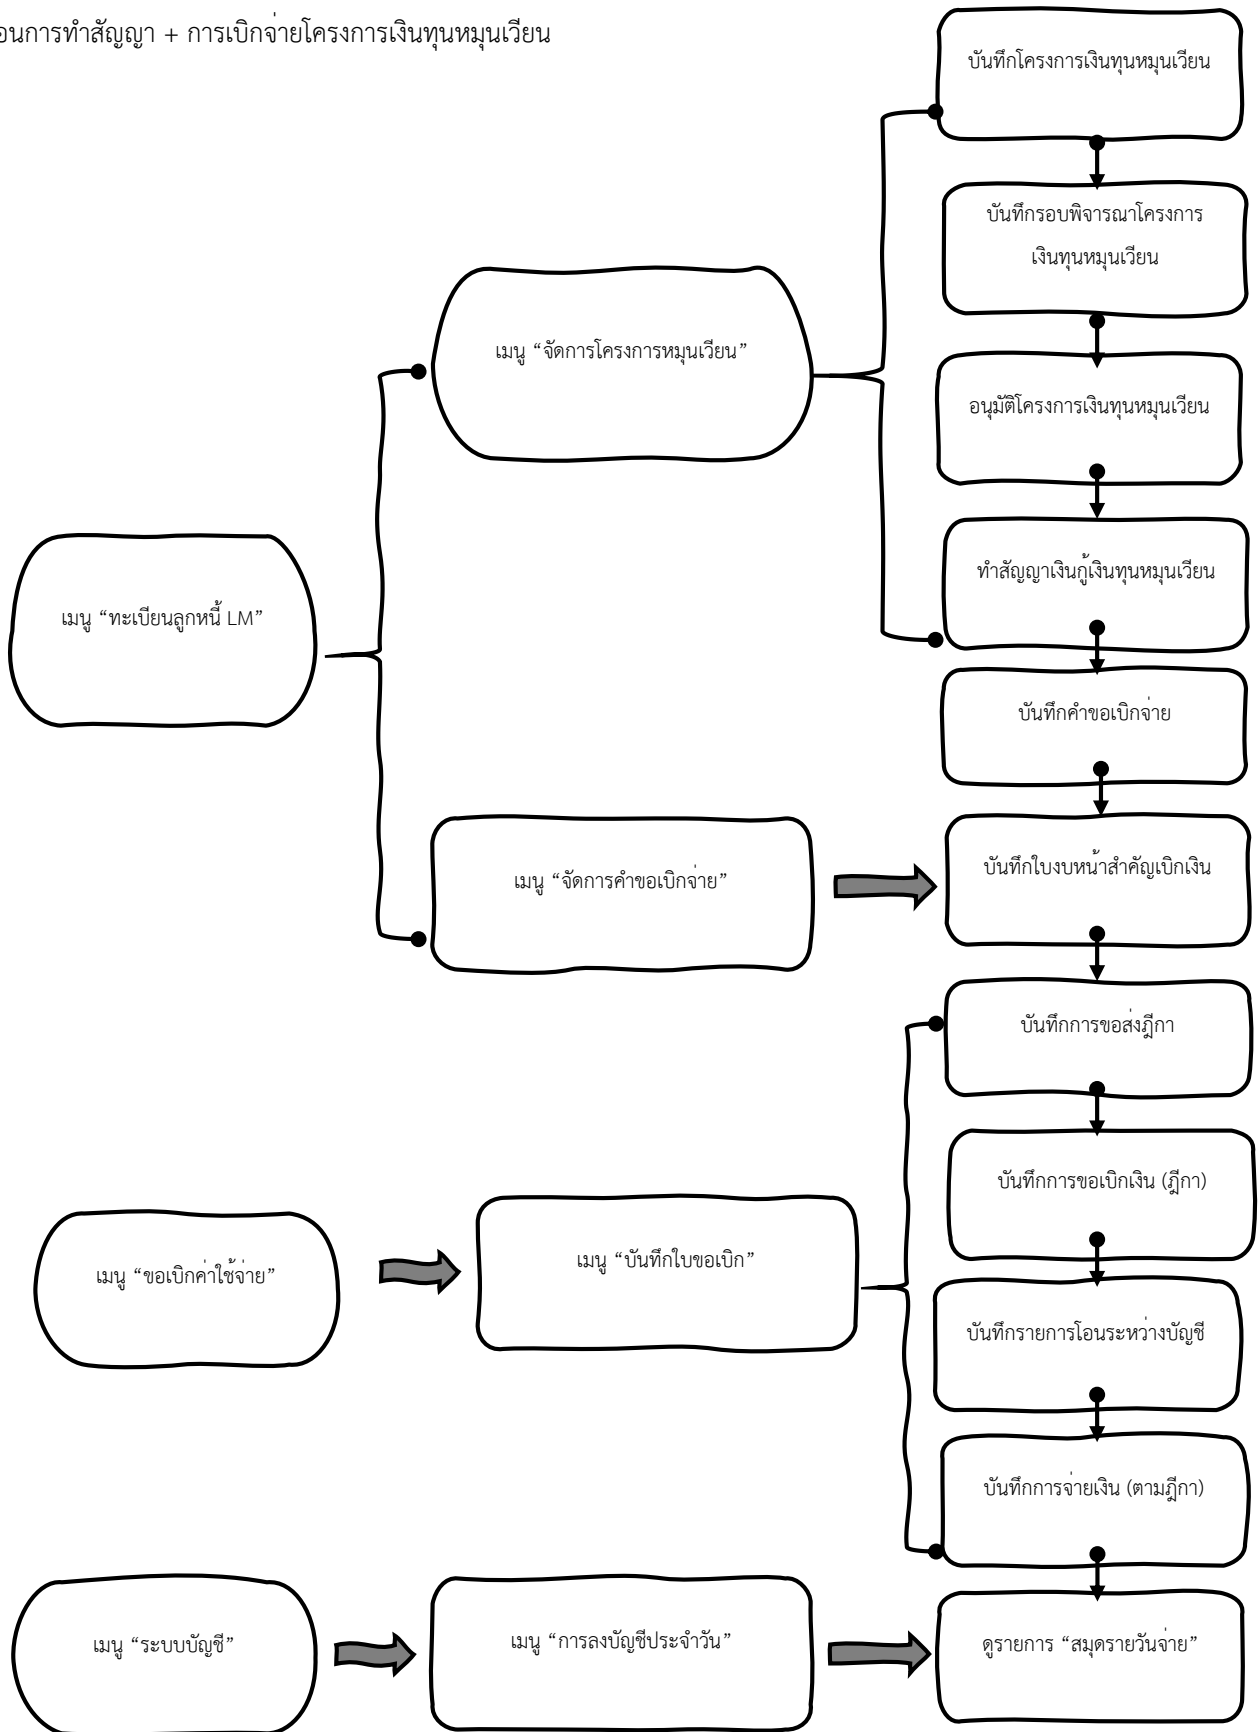 อนการทำสัญญา + การเบิกจ่ายโครงการเงินทุนหมุนเวียน
บันทึกโครงการเงินทุนหมุนเวียน
บันทึกรอบพิจารณาโครงการ
เงินทุนหมุนเวียน
เมนู “จัดการโครงการหมุนเวียน”
อนุมัติโครงการเงินทุนหมุนเวียน
ทำสัญญาเงินกู้เงินทุนหมุนเวียน
เมนู “ทะเบียนลูกหนี้ LM”
บันทึกคำขอเบิกจ่าย
เมนู “จัดการคำขอเบิกจ่าย”
บันทึกใบงบหน้าสำคัญเบิกเงิน
บันทึกการขอส่งฎีกา
บันทึกการขอเบิกเงิน (ฎีกา)
เมนู “ขอเบิกค่าใช้จ่าย”
เมนู “บันทึกใบขอเบิก”
บันทึกรายการโอนระหว่างบัญชี
บันทึกการจ่ายเงิน (ตามฎีกา)
เมนู “ระบบบัญชี”
เมนู “การลงบัญชีประจำวัน”
ดูรายการ “สมุดรายวันจ่าย”